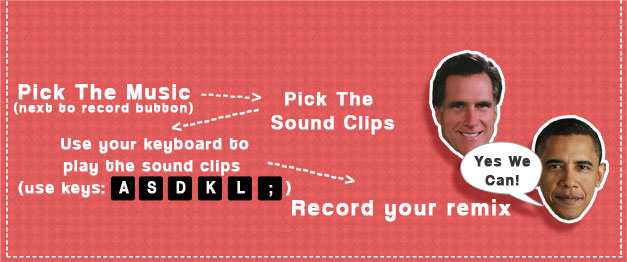 Pick The Music
(next to record button)
Pick The
Sound Clips
Use your keyboard to
play the sound clips
(use keys: A S D K L ; )
Record your remix
Yes We
Can!